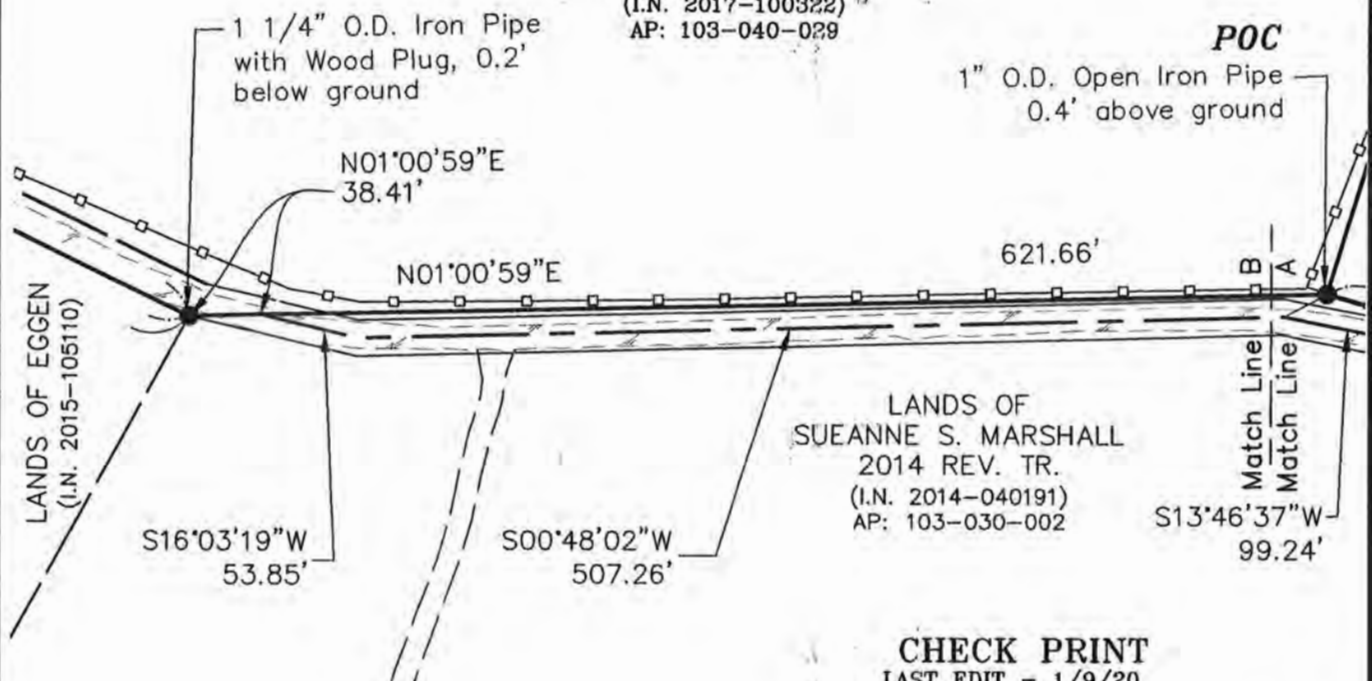 (I.N. 2017-100322)
AP: 103-040-029
1 1/4" O.D. Iron Pipe
with Wood Plug, 0.2'
below ground
POC
1" O.D. Open Iron Pipe
0.4' above ground
N01°00'59"E
38.41'
N01°00'59"E
621.66'
B
A
LANDS OF EGGEN
(I.N. 2015-105110)
Match Line
Match Line
LANDS OF
SUEANNE S. MARSHALL
2014 REV. TR.
(I.N. 2014-040191)
AP: 103-030-002
S16°03'19"W
53.85'
S00°48'02"W
507.26'
S13°46'37"W
99.24'
CHECK PRINT
LAST EDIT - 1/9/20